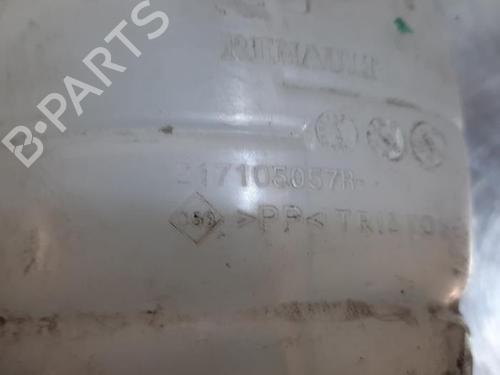 RENAULT
B-PARTS
217105057R-
>PP<